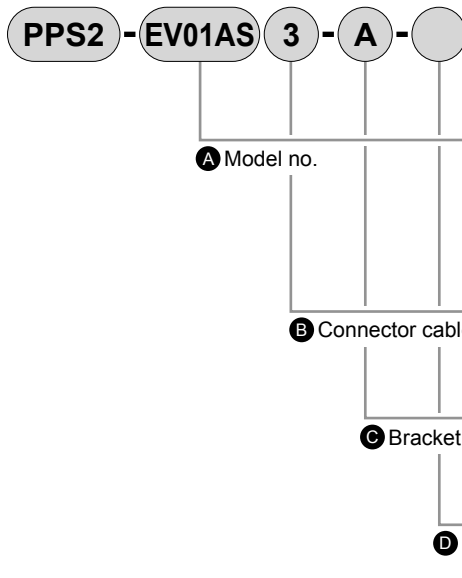 PPS2-EV01AS 3-A-
A Model no.
B Connector cabl
C Bracket
D